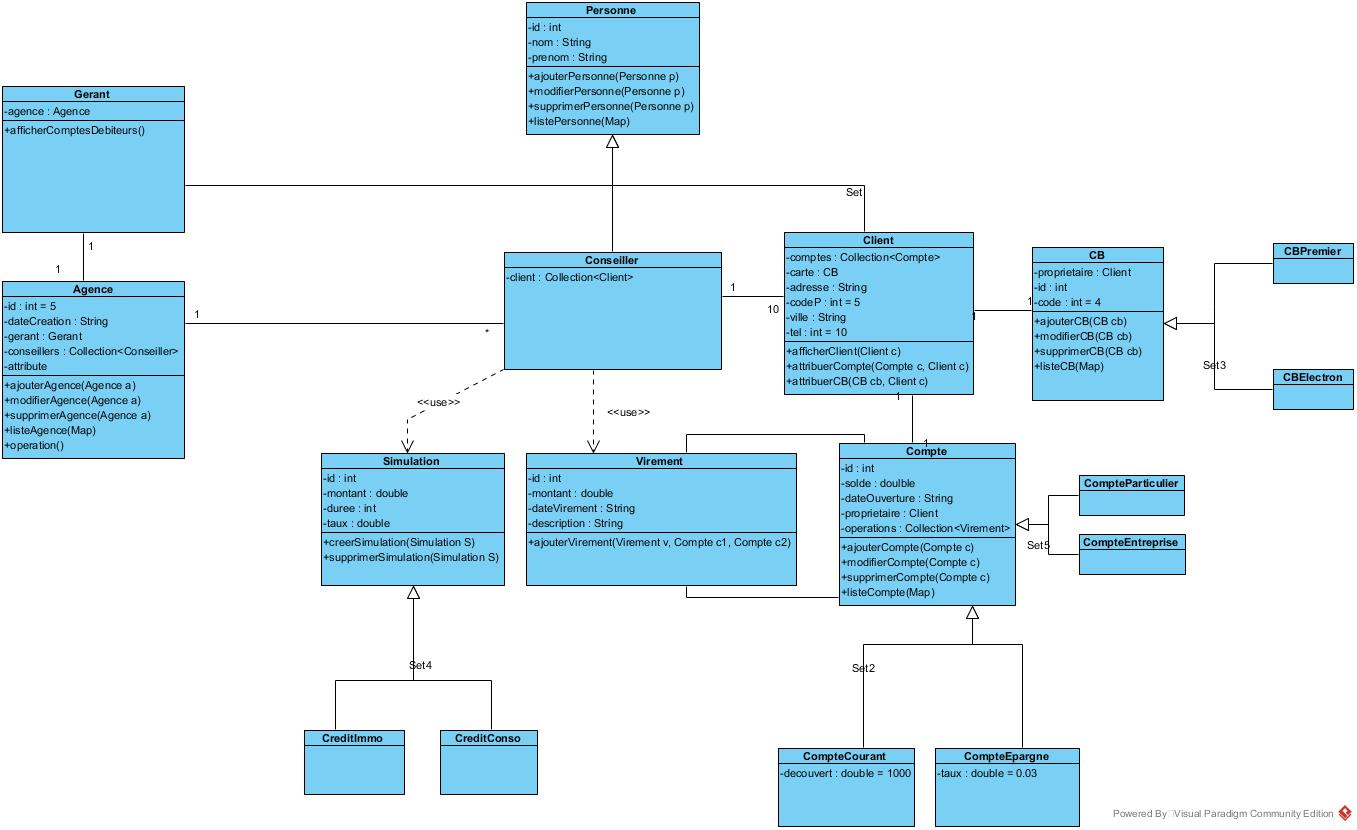 Personne
-id : int
-nom : String
-prenom : String
+ajouterPersonne(Personne p)
+modifierPersonne(Personne p)
+supprimerPersonne(Personne p)
+listePersonne(Map)
Gerant
-agence : Agence
+afficherComptesDebiteurs()
Set
1
1
Agence
-id : int = 5
-dateCreation : String
-gerant : Gerant
-conseillers : Collection<Conseiller>
-attribute
+ajouterAgence(Agence a)
+modifierAgence(Agence a)
+supprimerAgence(Agence a)
+listeAgence(Map)
+operation()
1
*
Conseiller
-client : Collection<Client>
1
10
Client
-comptes : Collection<Compte>
-carte : CB
-adresse : String
-codeP : int = 5
-ville : String
-tel : int = 10
+afficherClient(Client c)
+attribuerCompte(Compte c, Client c)
+attribuerCB(CB cb, Client c)
1
1
CB
-proprietaire : Client
-id : int
-code : int = 4
+ajouterCB(CB cb)
+modifierCB(CB cb)
+supprimerCB(CB cb)
+listeCB(Map)
CBPremier
Set3
CBElectron
<<use>>
<<use>>
1
1
Simulation
-id : int
-montant : double
-duree : int
-taux : double
+creerSimulation(Simulation S)
+supprimerSimulation(Simulation S)
Virement
-id : int
-montant : double
-dateVirement : String
-description : String
+ajouterVirement(Virement v, Compte c1, Compte c2)
Compte
-id : int
-solde : doulble
-dateOuverture : String
-proprietaire : Client
-operations : Collection<Virement>
+ajouterCompte(Compte c)
+modifierCompte(Compte c)
+supprimerCompte(Compte c)
+listeCompte(Map)
CompteParticulier
Set5
CompteEntreprise
Set4
Set2
CreditImmo
CreditConso
CompteCourant
-decouvert : double = 1000
CompteEpargne
-taux : double = 0.03
Powered By Visual Paradigm Community Edition